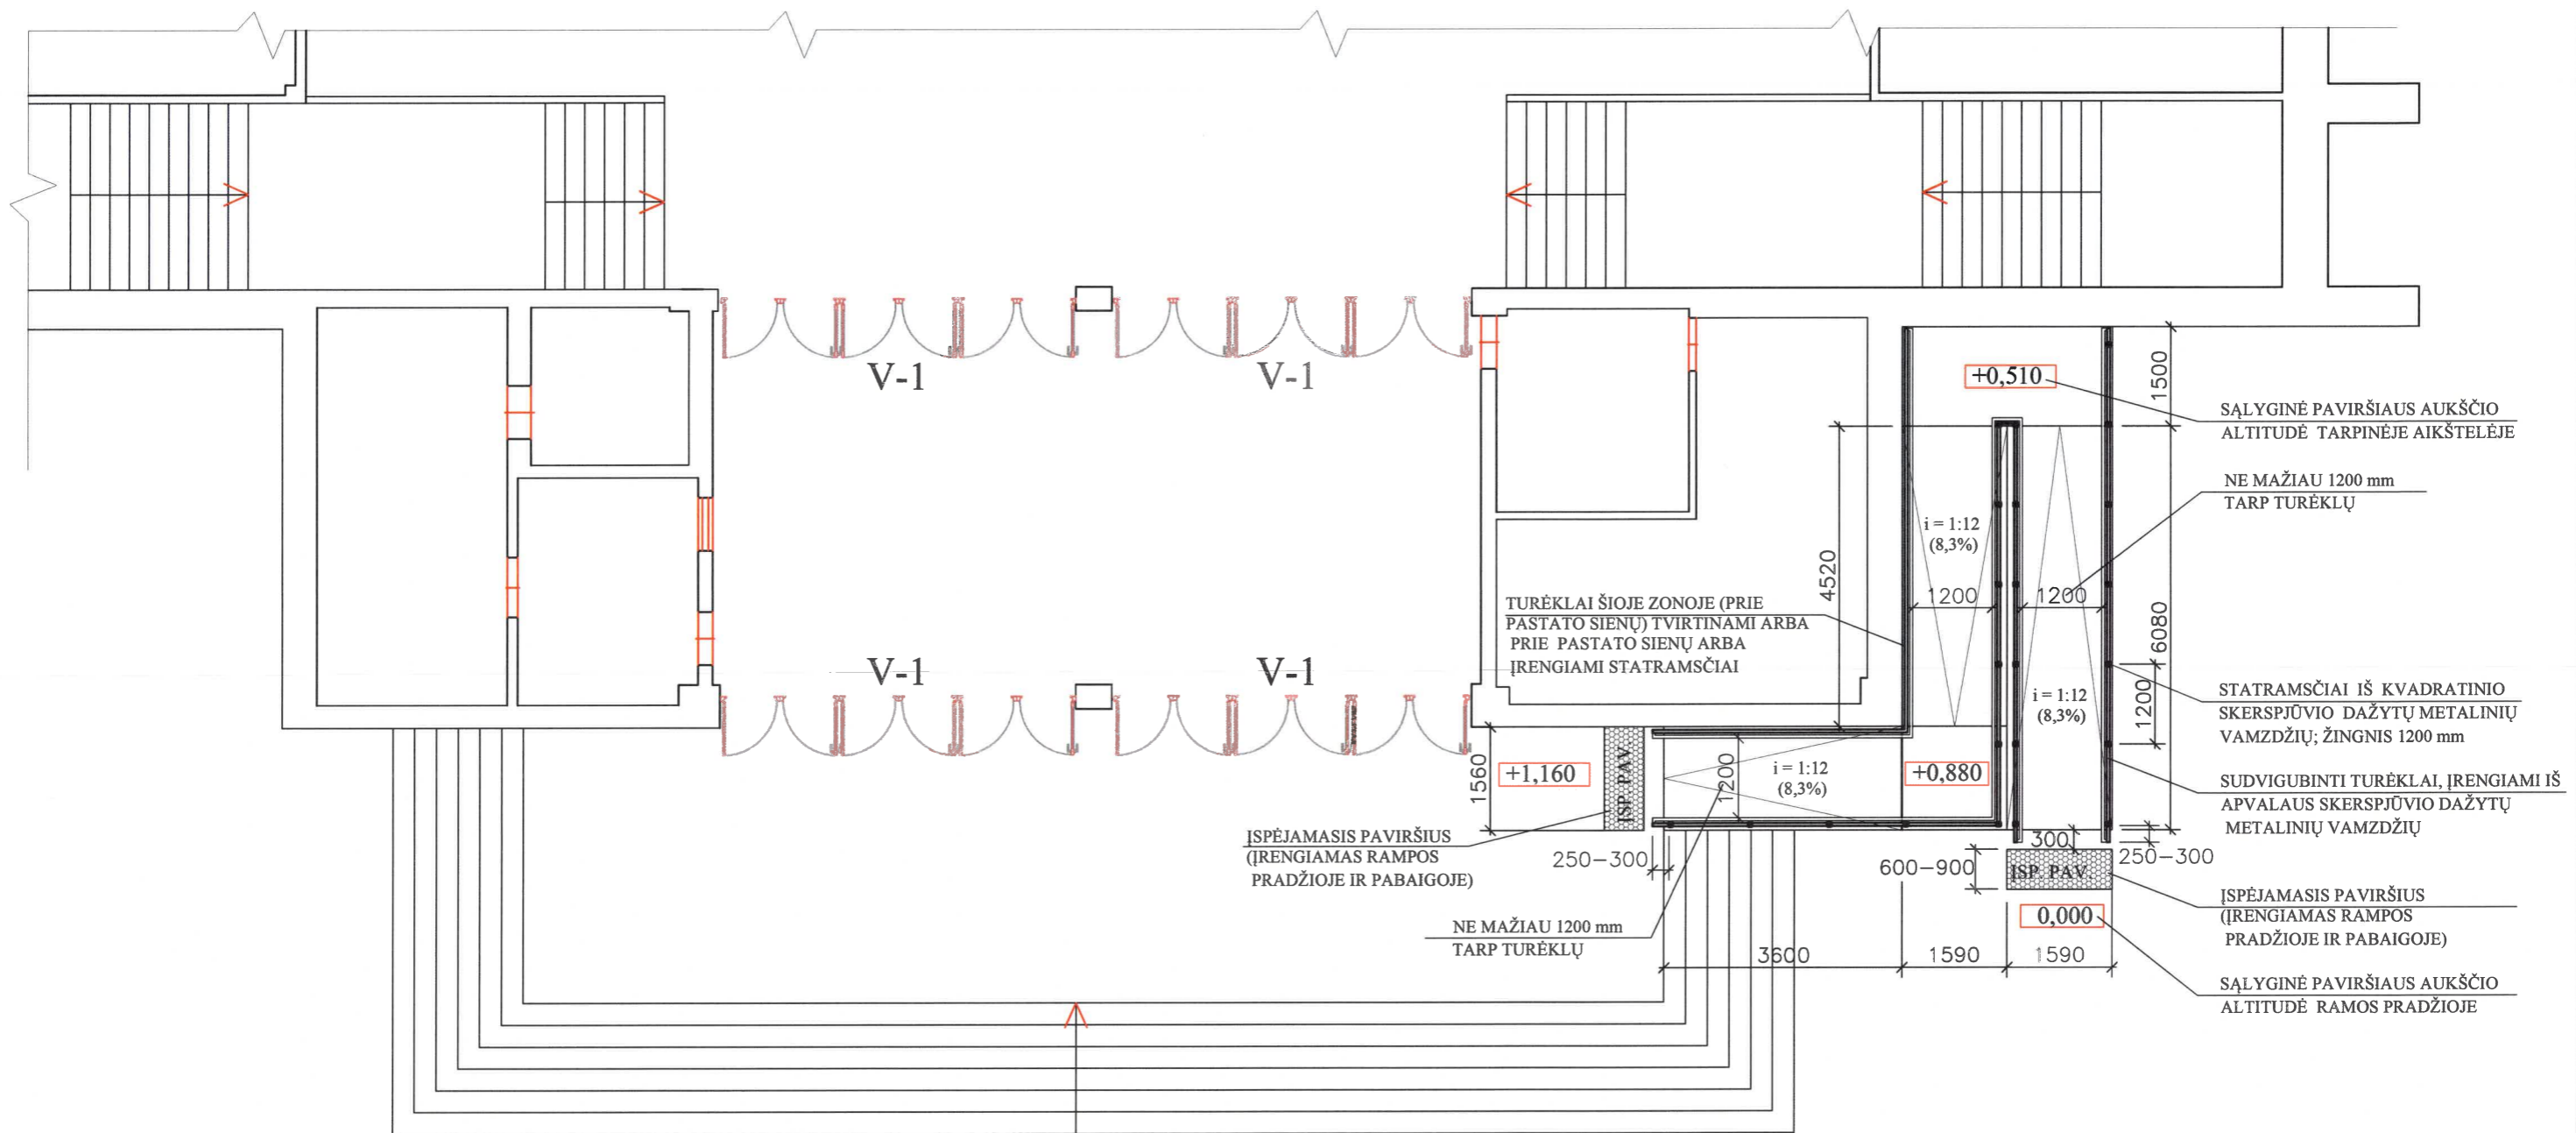 V-1
V-1
V-1
V-1
+0,510
1500
SĄLYGINĖ PAVIRŠIAUS AUKŠČIO
ALTITUDĖ TARPINĖJE AIKŠTELĖJE
NE MAŽIAU 1200 mm
TARP TURĖKLŲ
i = 1:12
(8,3%)
4520
1200
1200
TURĖKLAI ŠIOJE ZONOJE (PRIE
PASTATO SIENŲ) TVIRTINAMI ARBA
PRIE PASTATO SIENŲ ARBA
ĮRENGIAMI STATRAMSČIAI
6080
1200
i = 1:12
(8,3%)
STATRAMSČIAI IŠ KVADRATINIO
SKERSPJŪVIO DAŽYTŲ METALINIŲ
VAMZDŽIŲ; ŽINGNIS 1200 mm
1560
+1,160
ĮSP. PAV.
1200
i = 1:12
(8,3%)
+0,880
SUDVIGUBINTI TURĖKLAI, ĮRENGIAMI IŠ
APVALAUS SKERSPJŪVIO DAŽYTŲ
METALINIŲ VAMZDŽIŲ
ĮSPĖJAMASIS PAVIRŠIUS
(ĮRENGIAMAS RAMPOS
PRADŽIOJE IR PABAIGOJE)
250-300
300
250-300
600-900
ĮSP. PAV.
ĮSPĖJAMASIS PAVIRŠIUS
(ĮRENGIAMAS RAMPOS
PRADŽIOJE IR PABAIGOJE)
0,000
NE MAŽIAU 1200 mm
TARP TURĖKLŲ
3600
1590
1590
SĄLYGINĖ PAVIRŠIAUS AUKŠČIO
ALTITUDĖ RAMOS PRADŽIOJE